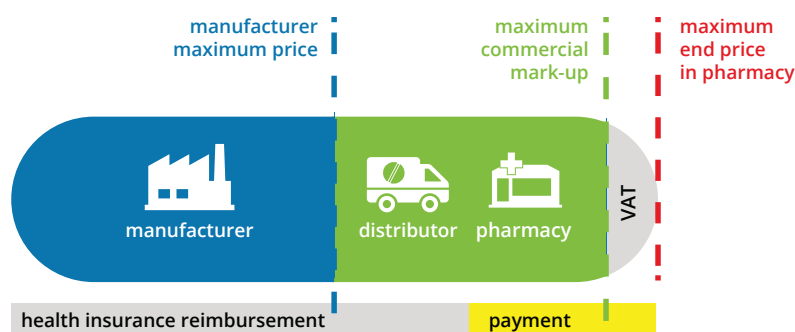 manufacturer
maximum price
maximum
commercial
mark-up
maximum
end price
in pharmacy
manufacturer
distributor
pharmacy
VAT
health insurance reimbursement
payment